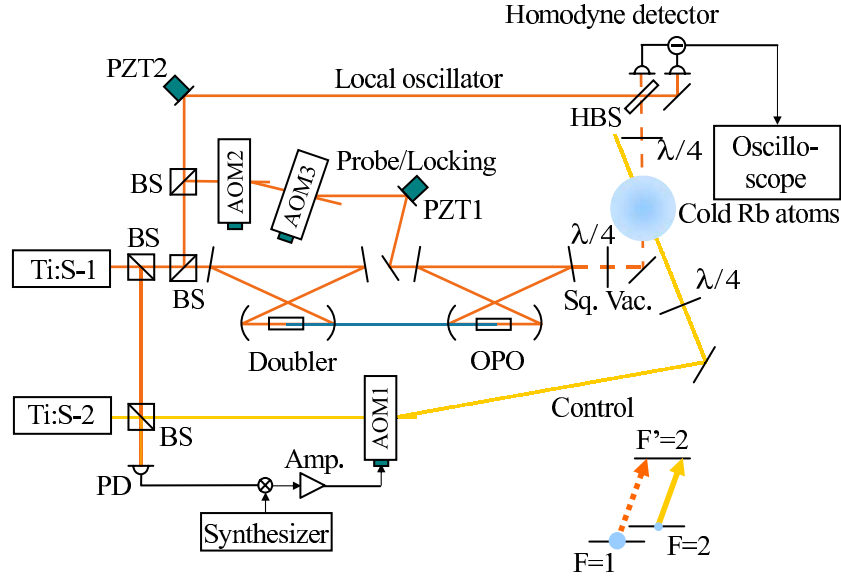 Homodyne detector
PZT2
Local oscillator
HBS
λ/4
Oscillo-
scope
BS
AOM2
AOM3
Probe/Locking
PZT1
Cold Rb atoms
BS
Ti:S-1
BS
λ/4
Sq. Vac.
λ/4
Doubler
OPO
Ti:S-2
BS
AOM1
Control
F'=2
PD
Amp.
Synthesizer
F=1
F=2